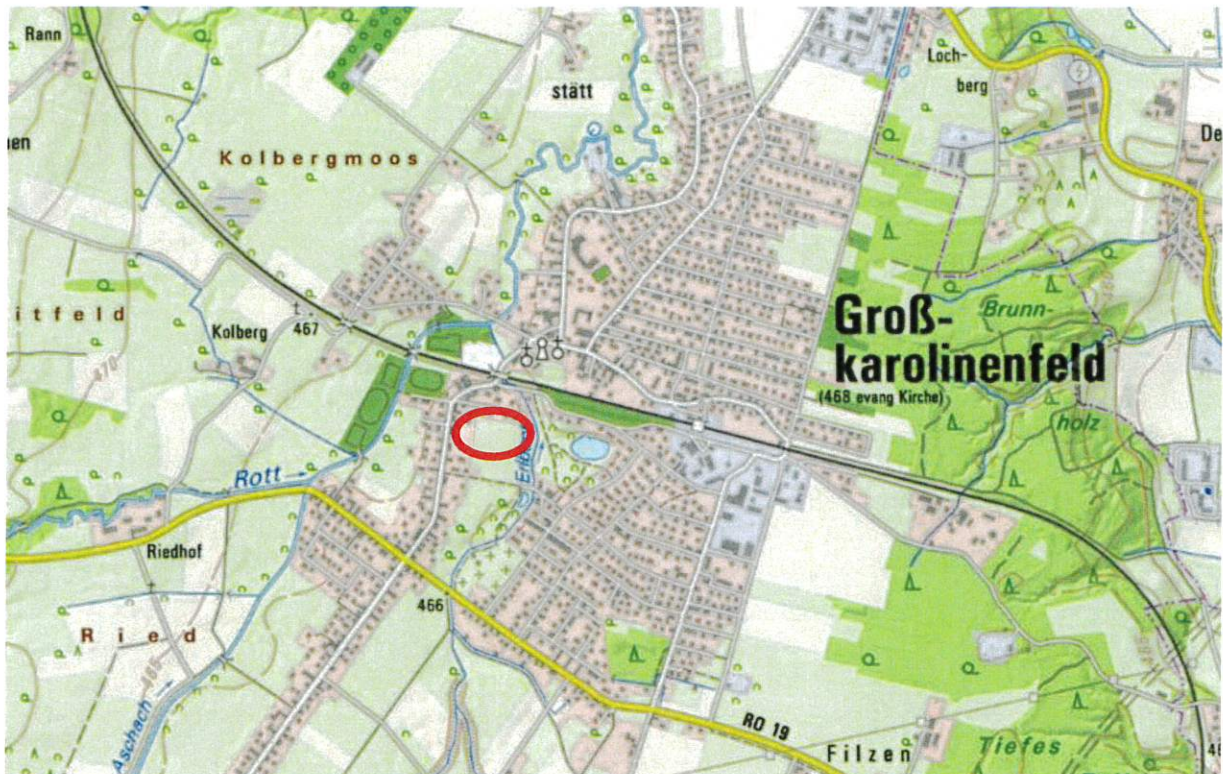 Rann
Loch-
berg
stätt
De
en
Kolbergmoos
itfeld
Kolberg
467
Groß-
karolinenfeld
(468 evang Kirche)
Brunn-
holz
470
Rott
Riedhof
466
Ried
Aschach
RO 19
Filzen
Tiefes